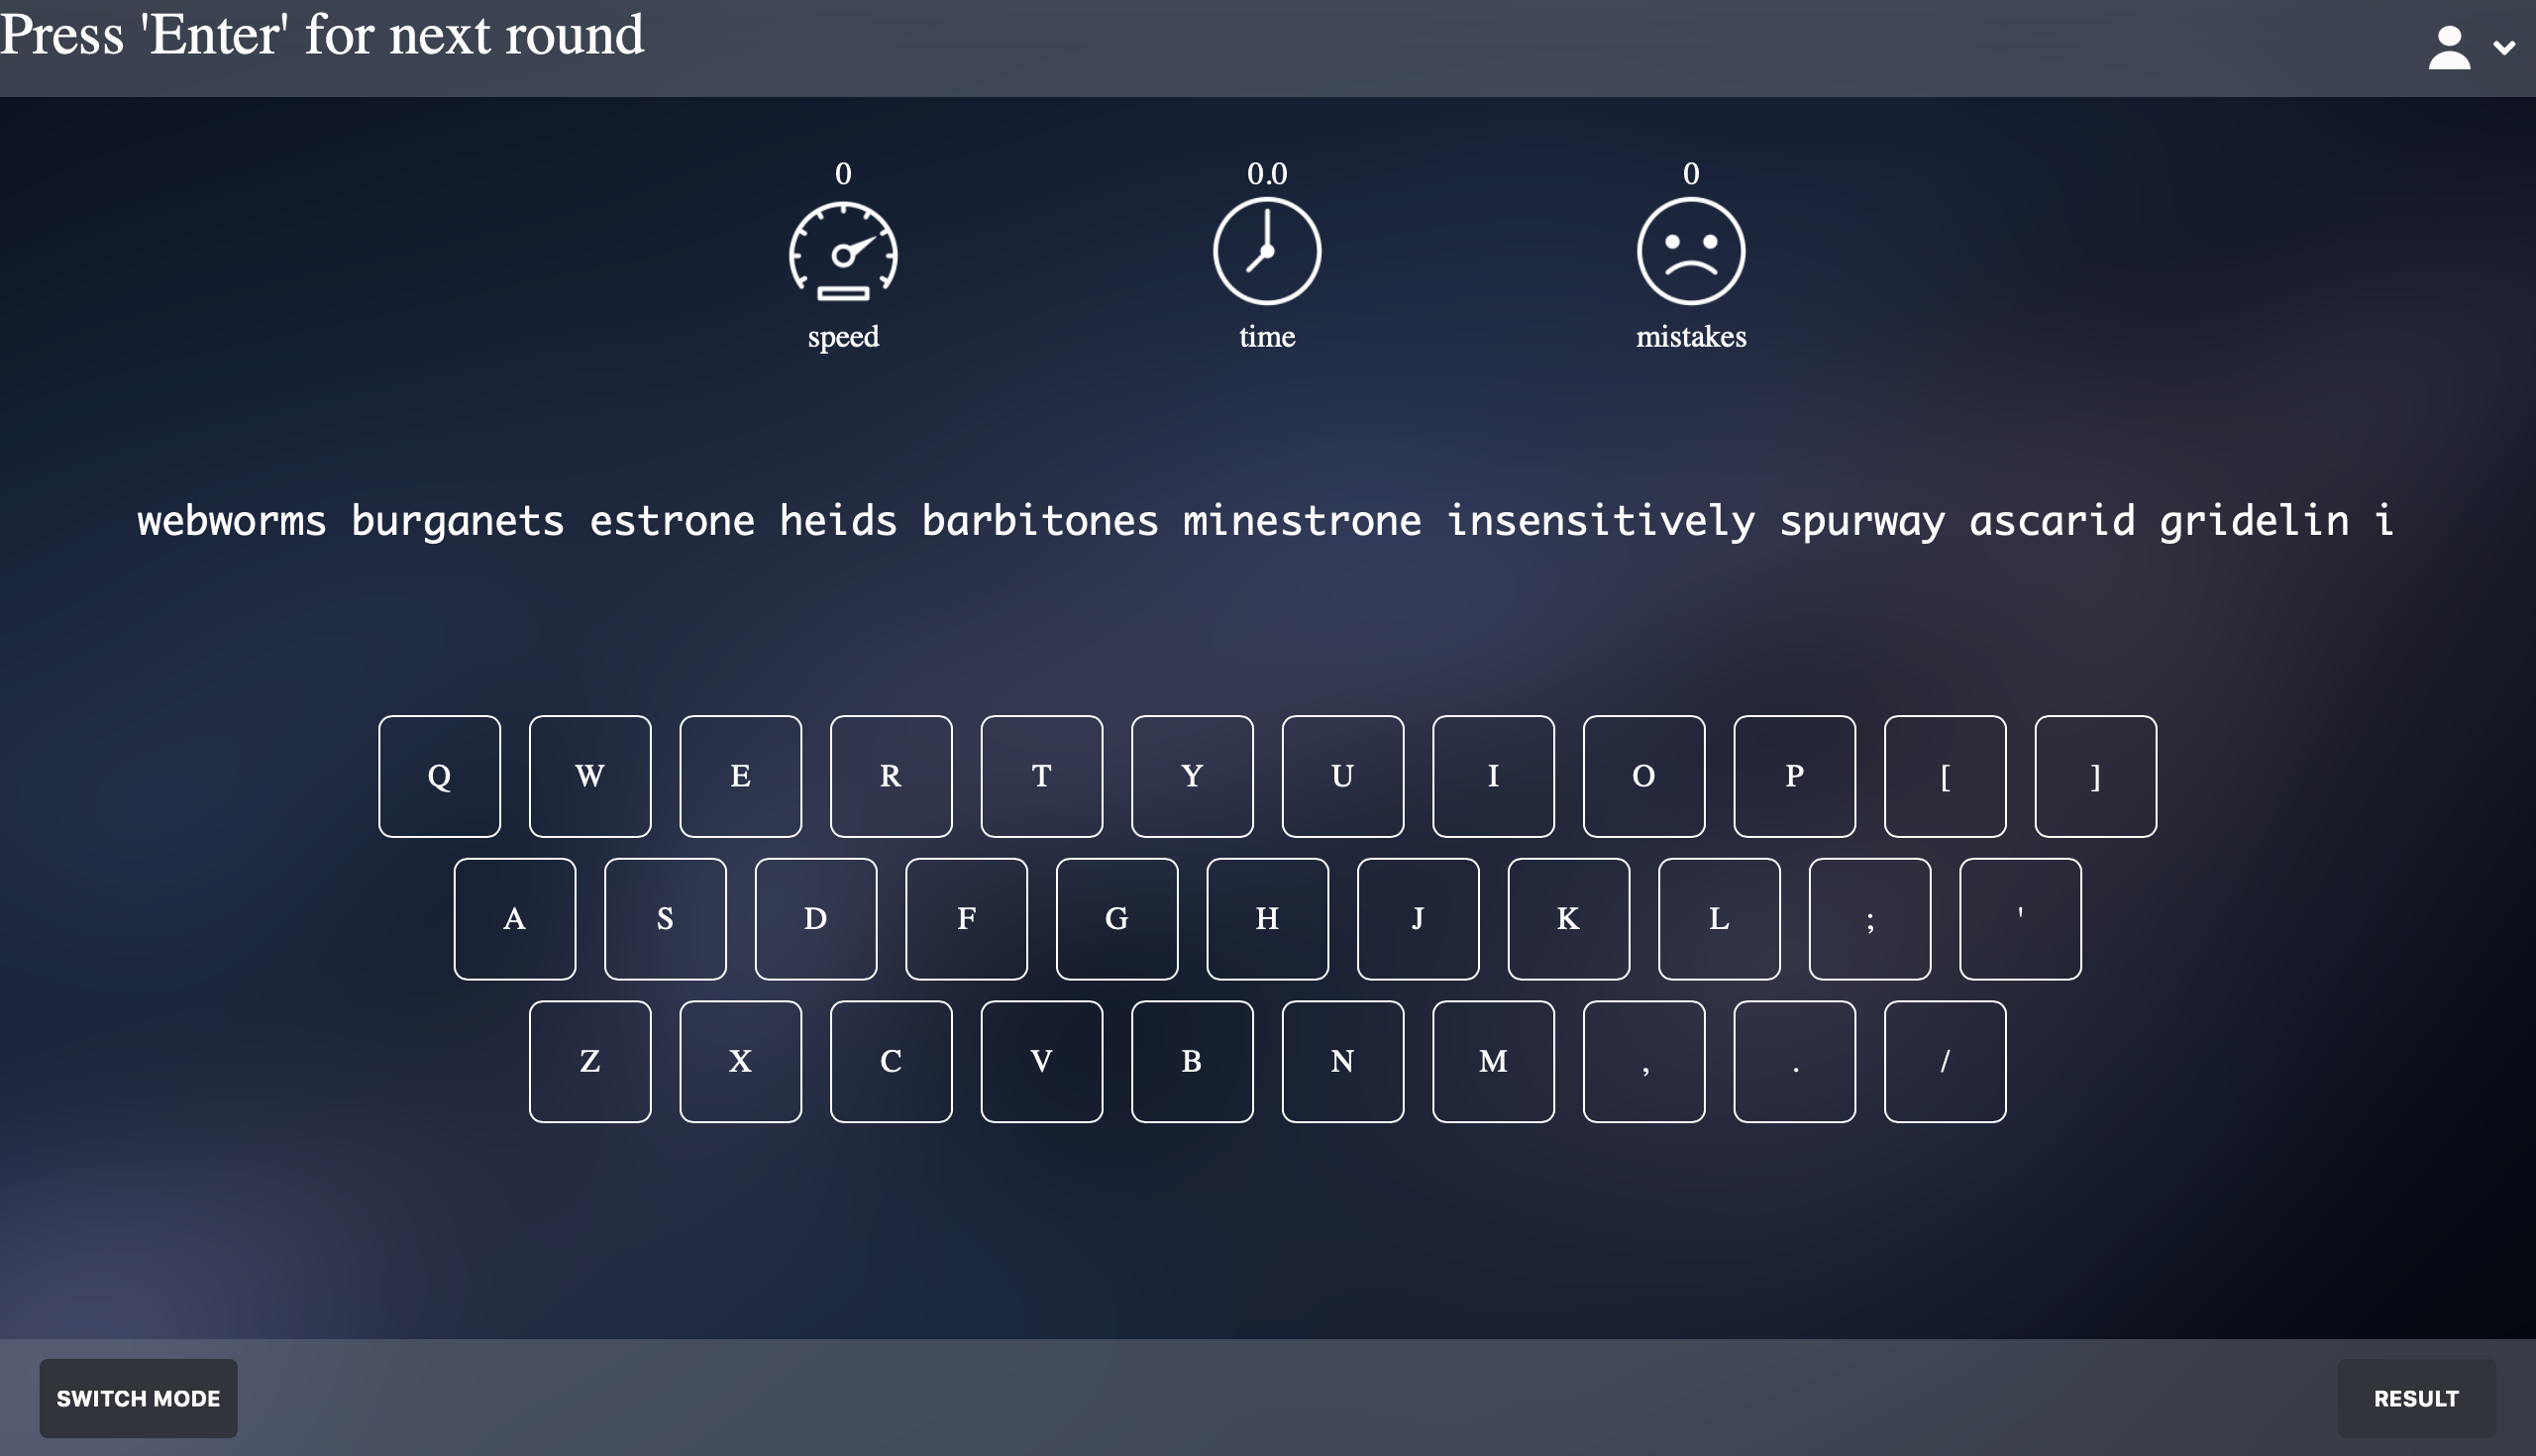 Press 'Enter' for next round
0 0.0 0
speed time mistakes
webworms burganets estrone heids barbitones minestrone insensitively spurway ascarid gridelin i
Q W E R T Y U I O P [ ]
A S D F G H J K L ; '
Z X C V B N M , . /
SWITCH MODE RESULT